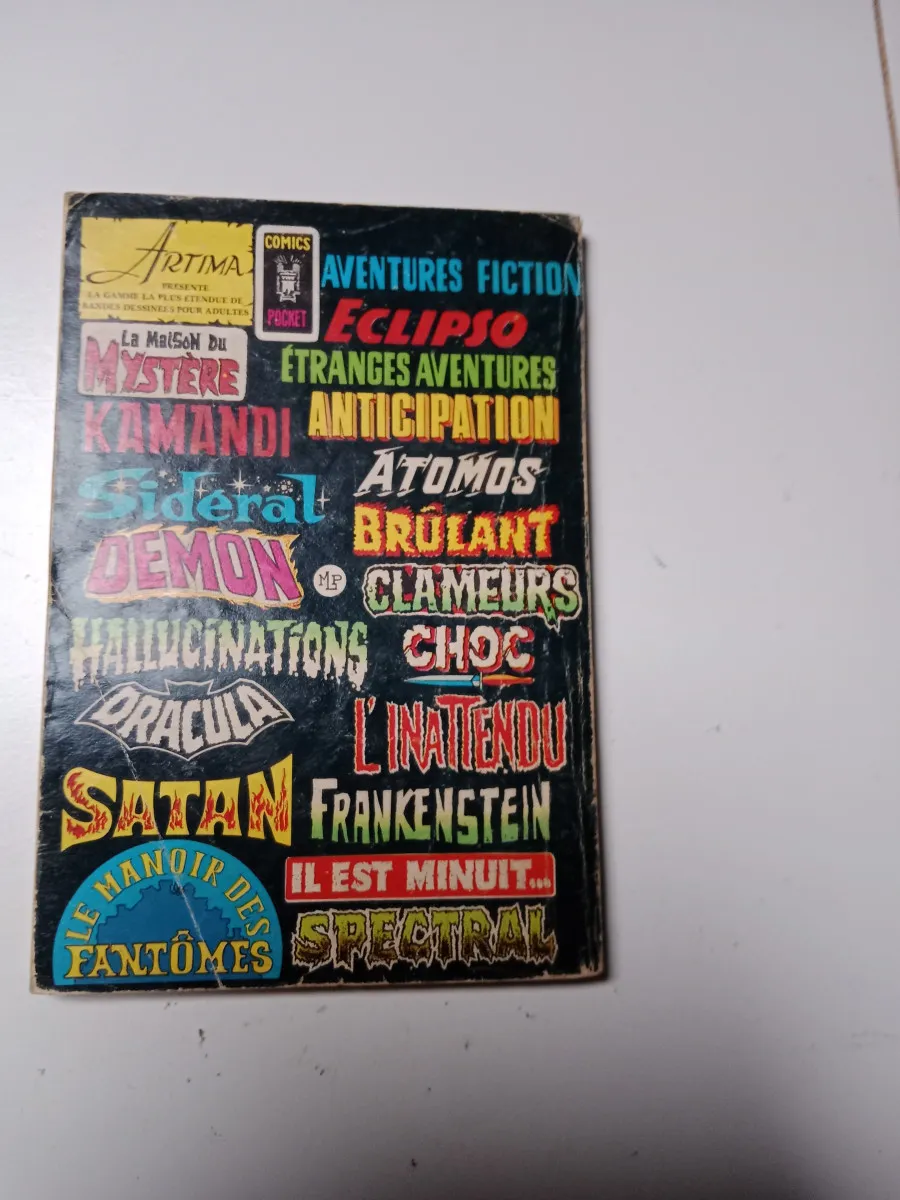 ARTIMA
PRÉSENTE
LA GAMME LA PLUS ÉTENDUE DE
BANDES DESSINÉES POUR ADULTES
COMICS
POCKET
AVENTURES FICTION
ECLIPSO
LA MAISON DU
MYSTÈRE
ÉTRANGES AVENTURES
KAMANDI
ANTICIPATION
Sidéral
ATOMOS
DEMON
BRÛLANT
MLP
CLAMEURS
HALLUCINATIONS
CHOC
DRACULA
L'INATTENDU
SATAN
FRANKENSTEIN
LE MANOIR DES
FANTÔMES
IL EST MINUIT...
SPECTRAL